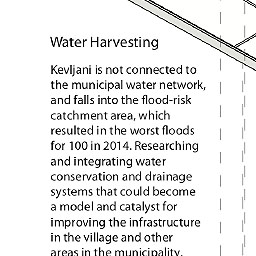 Water Harvesting
Kevljani is not connected to
the municipal water network,
and falls into the flood-risk
catchment area, which
resulted in the worst floods
for 100 in 2014. Researching
and integrating water
conservation and drainage
systems that could become
a model and catalyst for
improving the infrastructure
in the village and other
areas in the municipality.